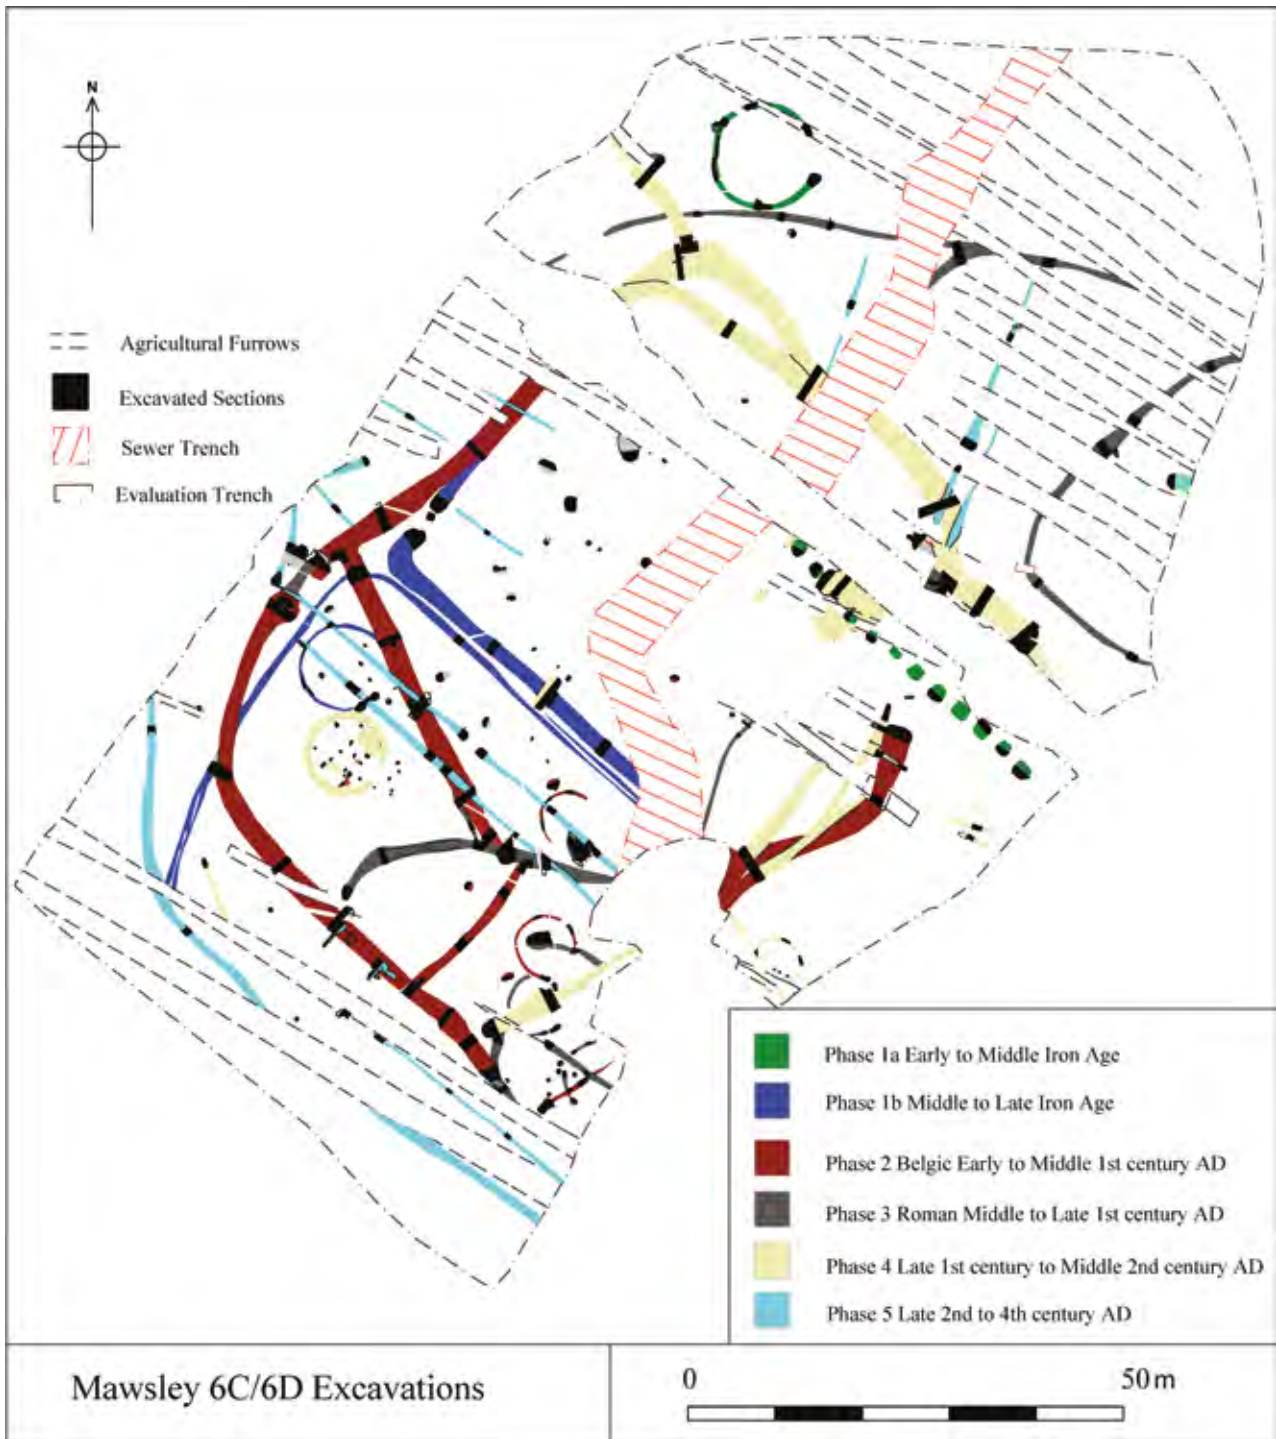 N
Agricultural Furrows
Excavated Sections
Sewer Trench
Evaluation Trench
Phase 1a Early to Middle Iron Age
Phase 1b Middle to Late Iron Age
Phase 2 Belgic Early to Middle 1st century AD
Phase 3 Roman Middle to Late 1st century AD
Phase 4 Late 1st century to Middle 2nd century AD
Phase 5 Late 2nd to 4th century AD
Mawsley 6C/6D Excavations
0 50 m